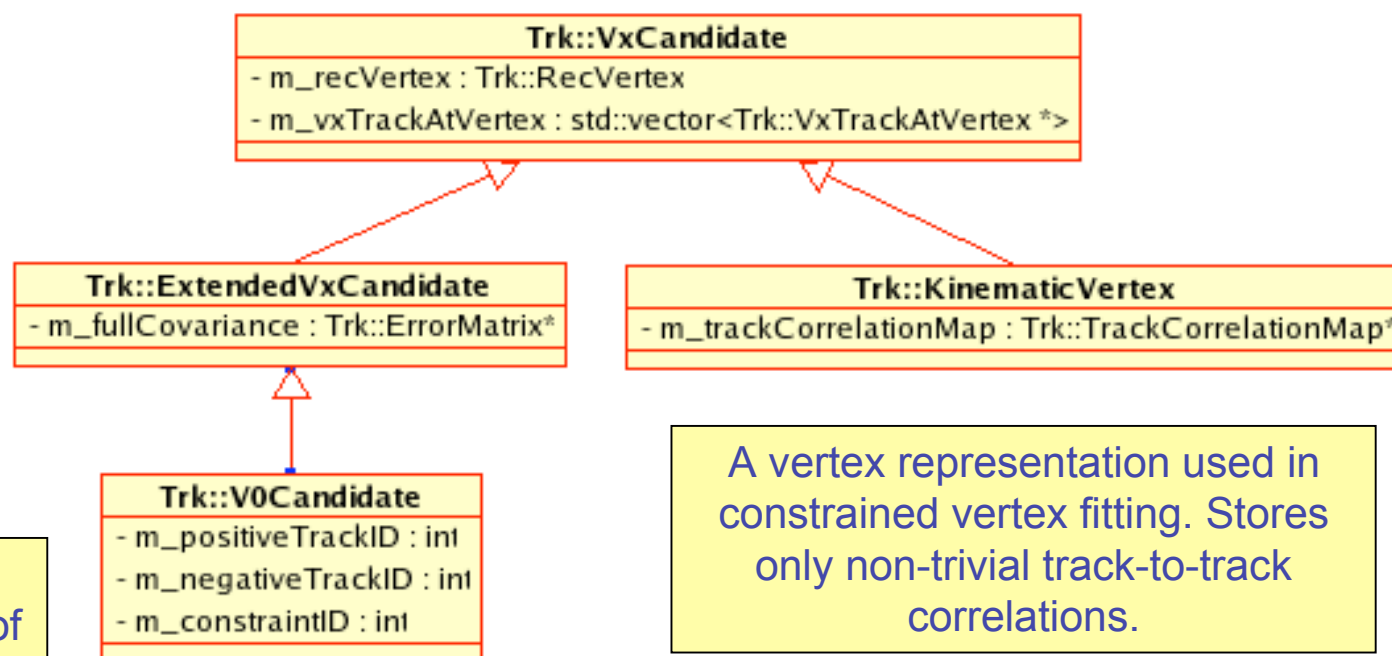 Trk::VxCandidate
- m_recVertex : Trk::RecVertex
- m_vxTrackAtVertex : std::vector<Trk::VxTrackAtVertex *>
Trk::ExtendedVxCandidate
- m_fullCovariance : Trk::ErrorMatrix*
Trk::KinematicVertex
- m_trackCorrelationMap : Trk::TrackCorrelationMap*
Trk::V0Candidate
- m_positiveTrackID : int
- m_negativeTrackID : int
- m_constraintID : int
of
A vertex representation used in
constrained vertex fitting. Stores
only non-trivial track-to-track
correlations.